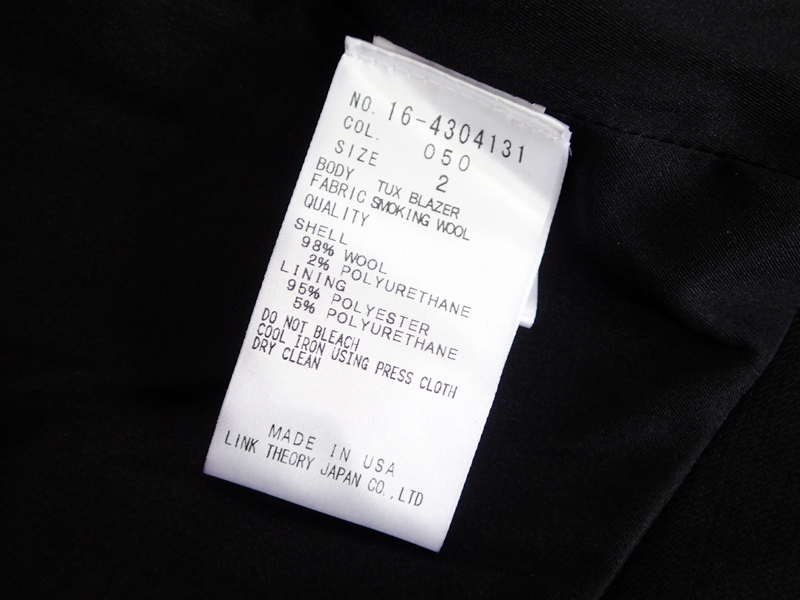 NO. 16-4304131
COL. 050
SIZE 2
BODY TUX BLAZER
FABRIC SMOKING WOOL
QUALITY
SHELL
98% WOOL
2% POLYURETHANE
LINING
95% POLYESTER
5% POLYURETHANE
DO NOT BLEACH
COOL IRON USING PRESS CLOTH
DRY CLEAN
MADE IN USA
LINK THEORY JAPAN CO.,LTD